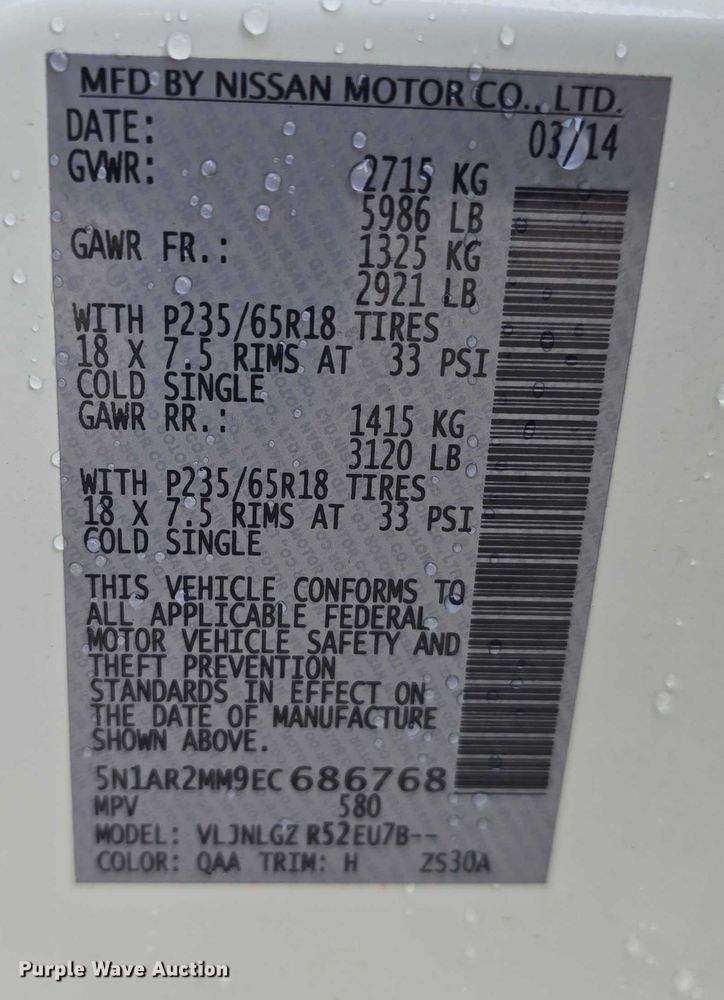 MFD BY NISSAN MOTOR CO., LTD.
DATE: 03/14
GVWR: 2715 KG
5986 LB
GAWR FR.: 1325 KG
2921 LB
WITH P235/65R18 TIRES
18 X 7.5 RIMS AT 33 PSI
COLD SINGLE
GAWR RR.: 1415 KG
3120 LB
WITH P235/65R18 TIRES
18 X 7.5 RIMS AT 33 PSI
COLD SINGLE
THIS VEHICLE CONFORMS TO
ALL APPLICABLE FEDERAL
MOTOR VEHICLE SAFETY AND
THEFT PREVENTION
STANDARDS IN EFFECT ON
THE DATE OF MANUFACTURE
SHOWN ABOVE.
5N1AR2MM9EC686768
MPV 580
MODEL: VLJNLGZ R52EU7B--
COLOR: QAA TRIM: H ZS30A
Purple Wave Auction